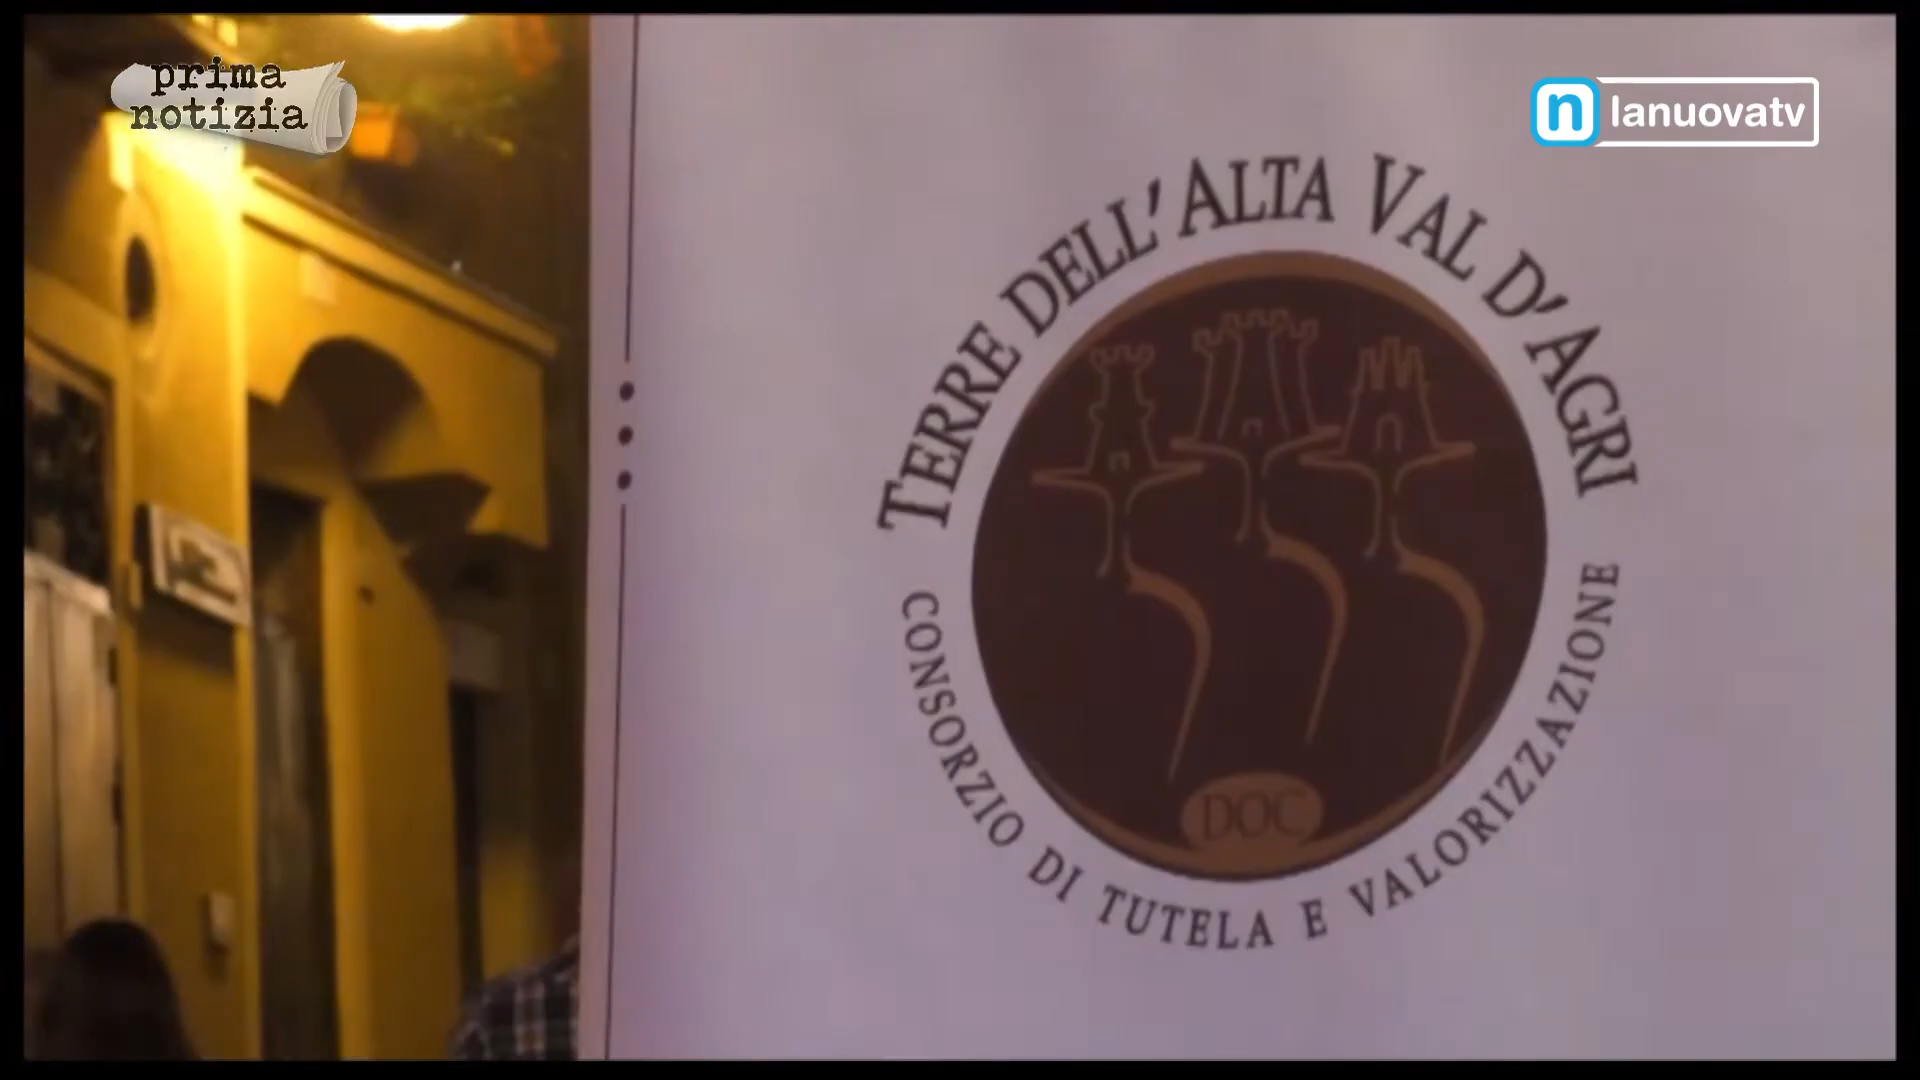 prima
notizia
n lanuovatv
TERRE DELL'ALTA VAL D'AGRI
DOC
CONSORZIO DI TUTELA E VALORIZZAZIONE